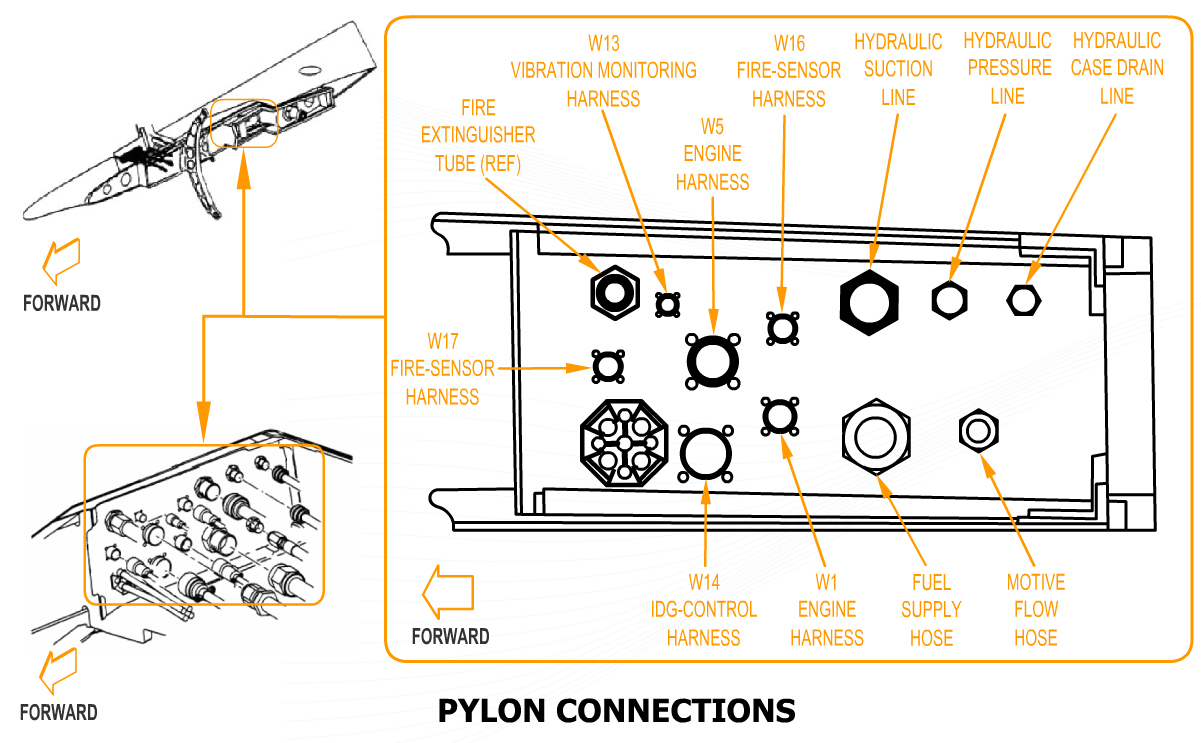 W13
VIBRATION MONITORING
HARNESS
W16
FIRE-SENSOR
HARNESS
HYDRAULIC
SUCTION
LINE
HYDRAULIC
PRESSURE
LINE
HYDRAULIC
CASE DRAIN
LINE
FIRE
EXTINGUISHER
TUBE (REF)
W5
ENGINE
HARNESS
FORWARD
W17
FIRE-SENSOR
HARNESS
W14
IDG-CONTROL
HARNESS
W1
ENGINE
HARNESS
FUEL
SUPPLY
HOSE
MOTIVE
FLOW
HOSE
FORWARD
FORWARD
PYLON CONNECTIONS